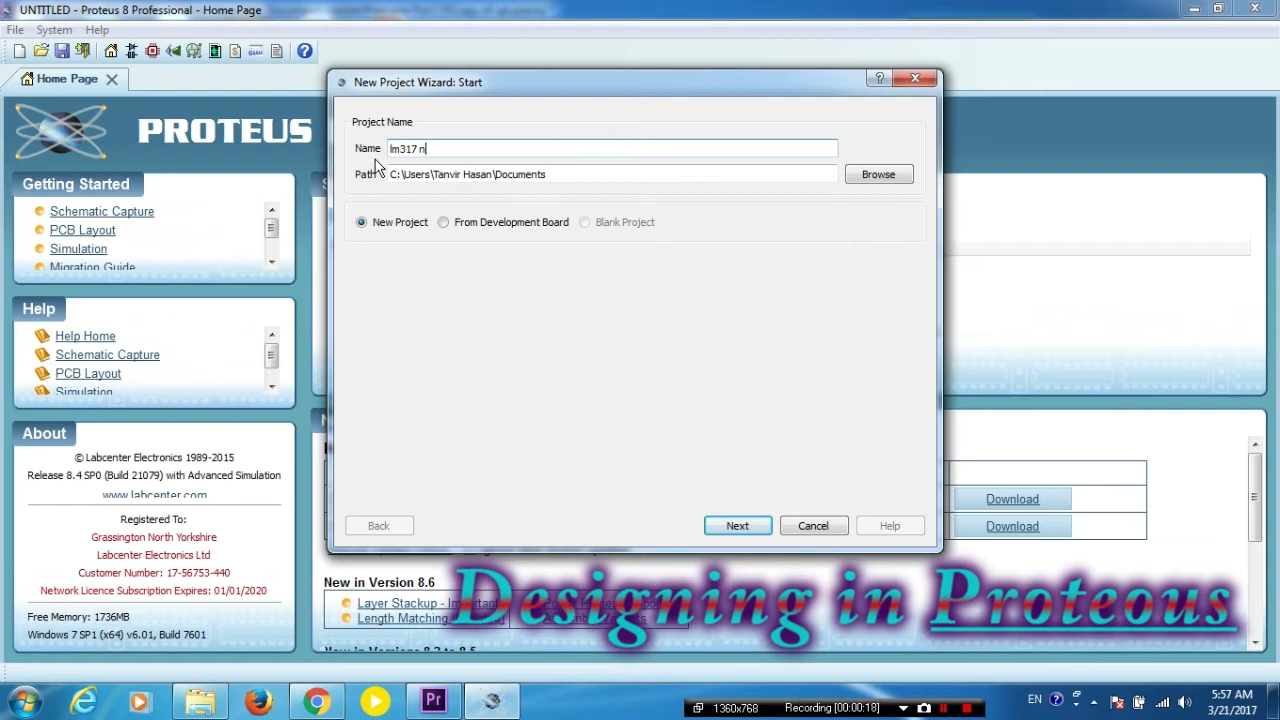 UNTITLED - Proteus 8 Professional - Home Page
File System Help
Home Page
PROTEUS
Getting Started
Schematic Capture
PCB Layout
Simulation
Migration Guide
Help
Help Home
Schematic Capture
PCB Layout
Simulation
About
© Labcenter Electronics 1989-2015
Release 8.4 SP0 (Build 21079) with Advanced Simulation
www.labcenter.com
Registered To:
Grassington North Yorkshire
Labcenter Electronics Ltd
Customer Number: 17-56753-440
Network Licence Subscription Expires: 01/01/2020
Free Memory: 1736MB
Windows 7 SP1 (x64) v6.01, Build 7601
New Project Wizard: Start
Project Name
Name lm317 n
Path C:\Users\Tanvir Hasan\Documents
Browse
New Project From Development Board Blank Project
Back Next Cancel Help
Download
Download
New in Version 8.6
Layer Stackup -
Length Matching
Designing in Proteous
Recording [00:00:18]
1360x768
EN
5:57 AM
3/21/2017
Pr